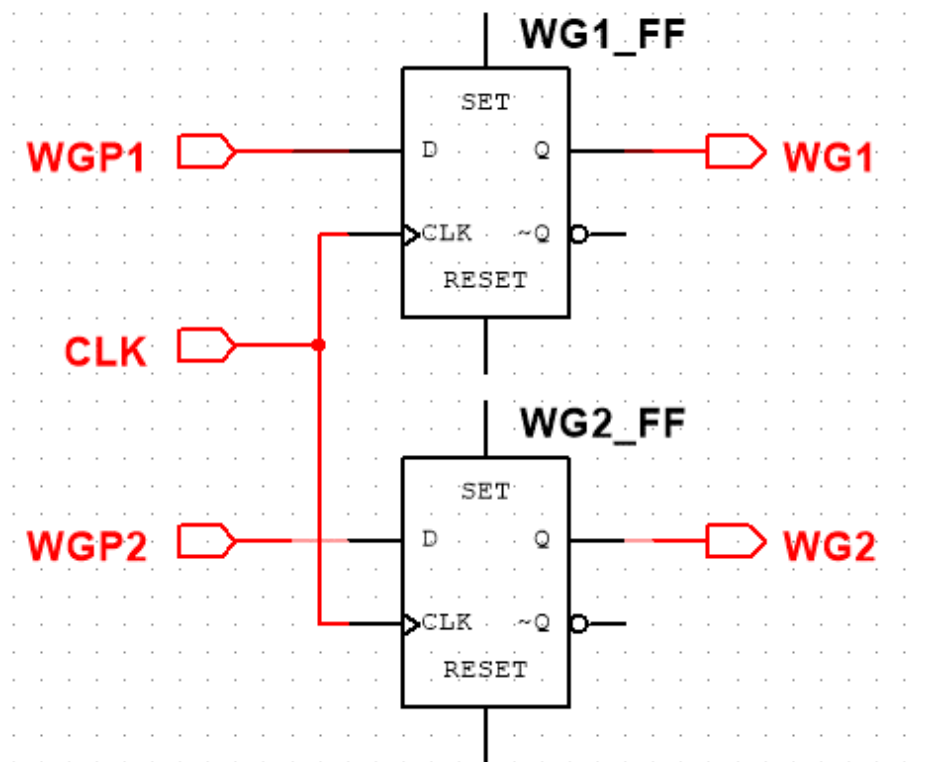 WG1_FF
SET
WGP1
D
Q
WG1
CLK
~Q
RESET
CLK
WG2_FF
SET
WGP2
D
Q
WG2
CLK
~Q
RESET